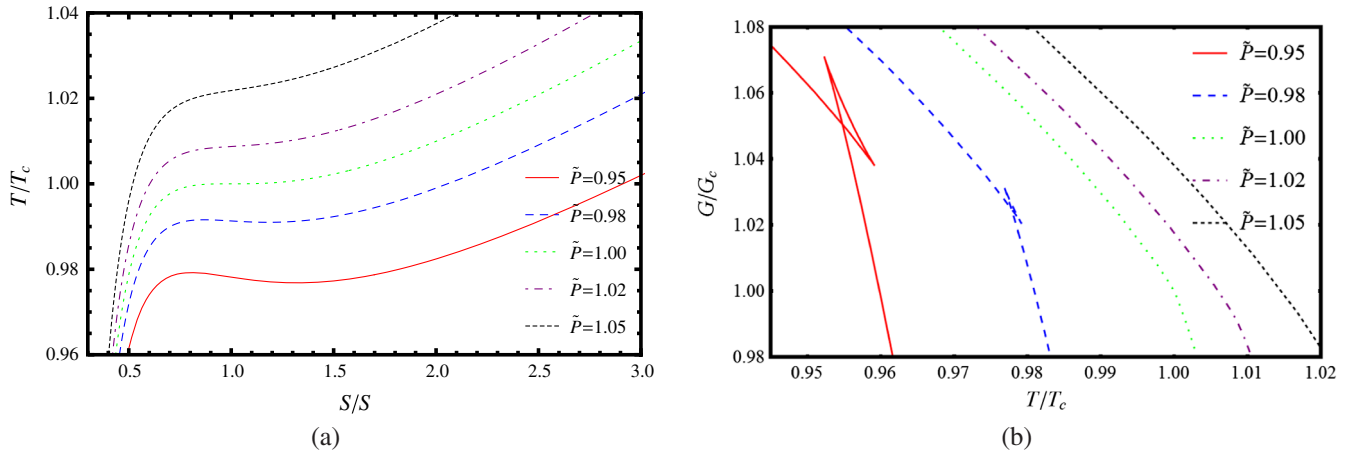 1.04
1.02
1.00
0.98
0.96
T/T_c
0.5 1.0 1.5 2.0 2.5 3.0
S/S
P̃=0.95
P̃=0.98
P̃=1.00
P̃=1.02
P̃=1.05
(a)
1.08
1.06
1.04
1.02
1.00
0.98
G/G_c
0.95 0.96 0.97 0.98 0.99 1.00 1.01 1.02
T/T_c
P̃=0.95
P̃=0.98
P̃=1.00
P̃=1.02
P̃=1.05
(b)